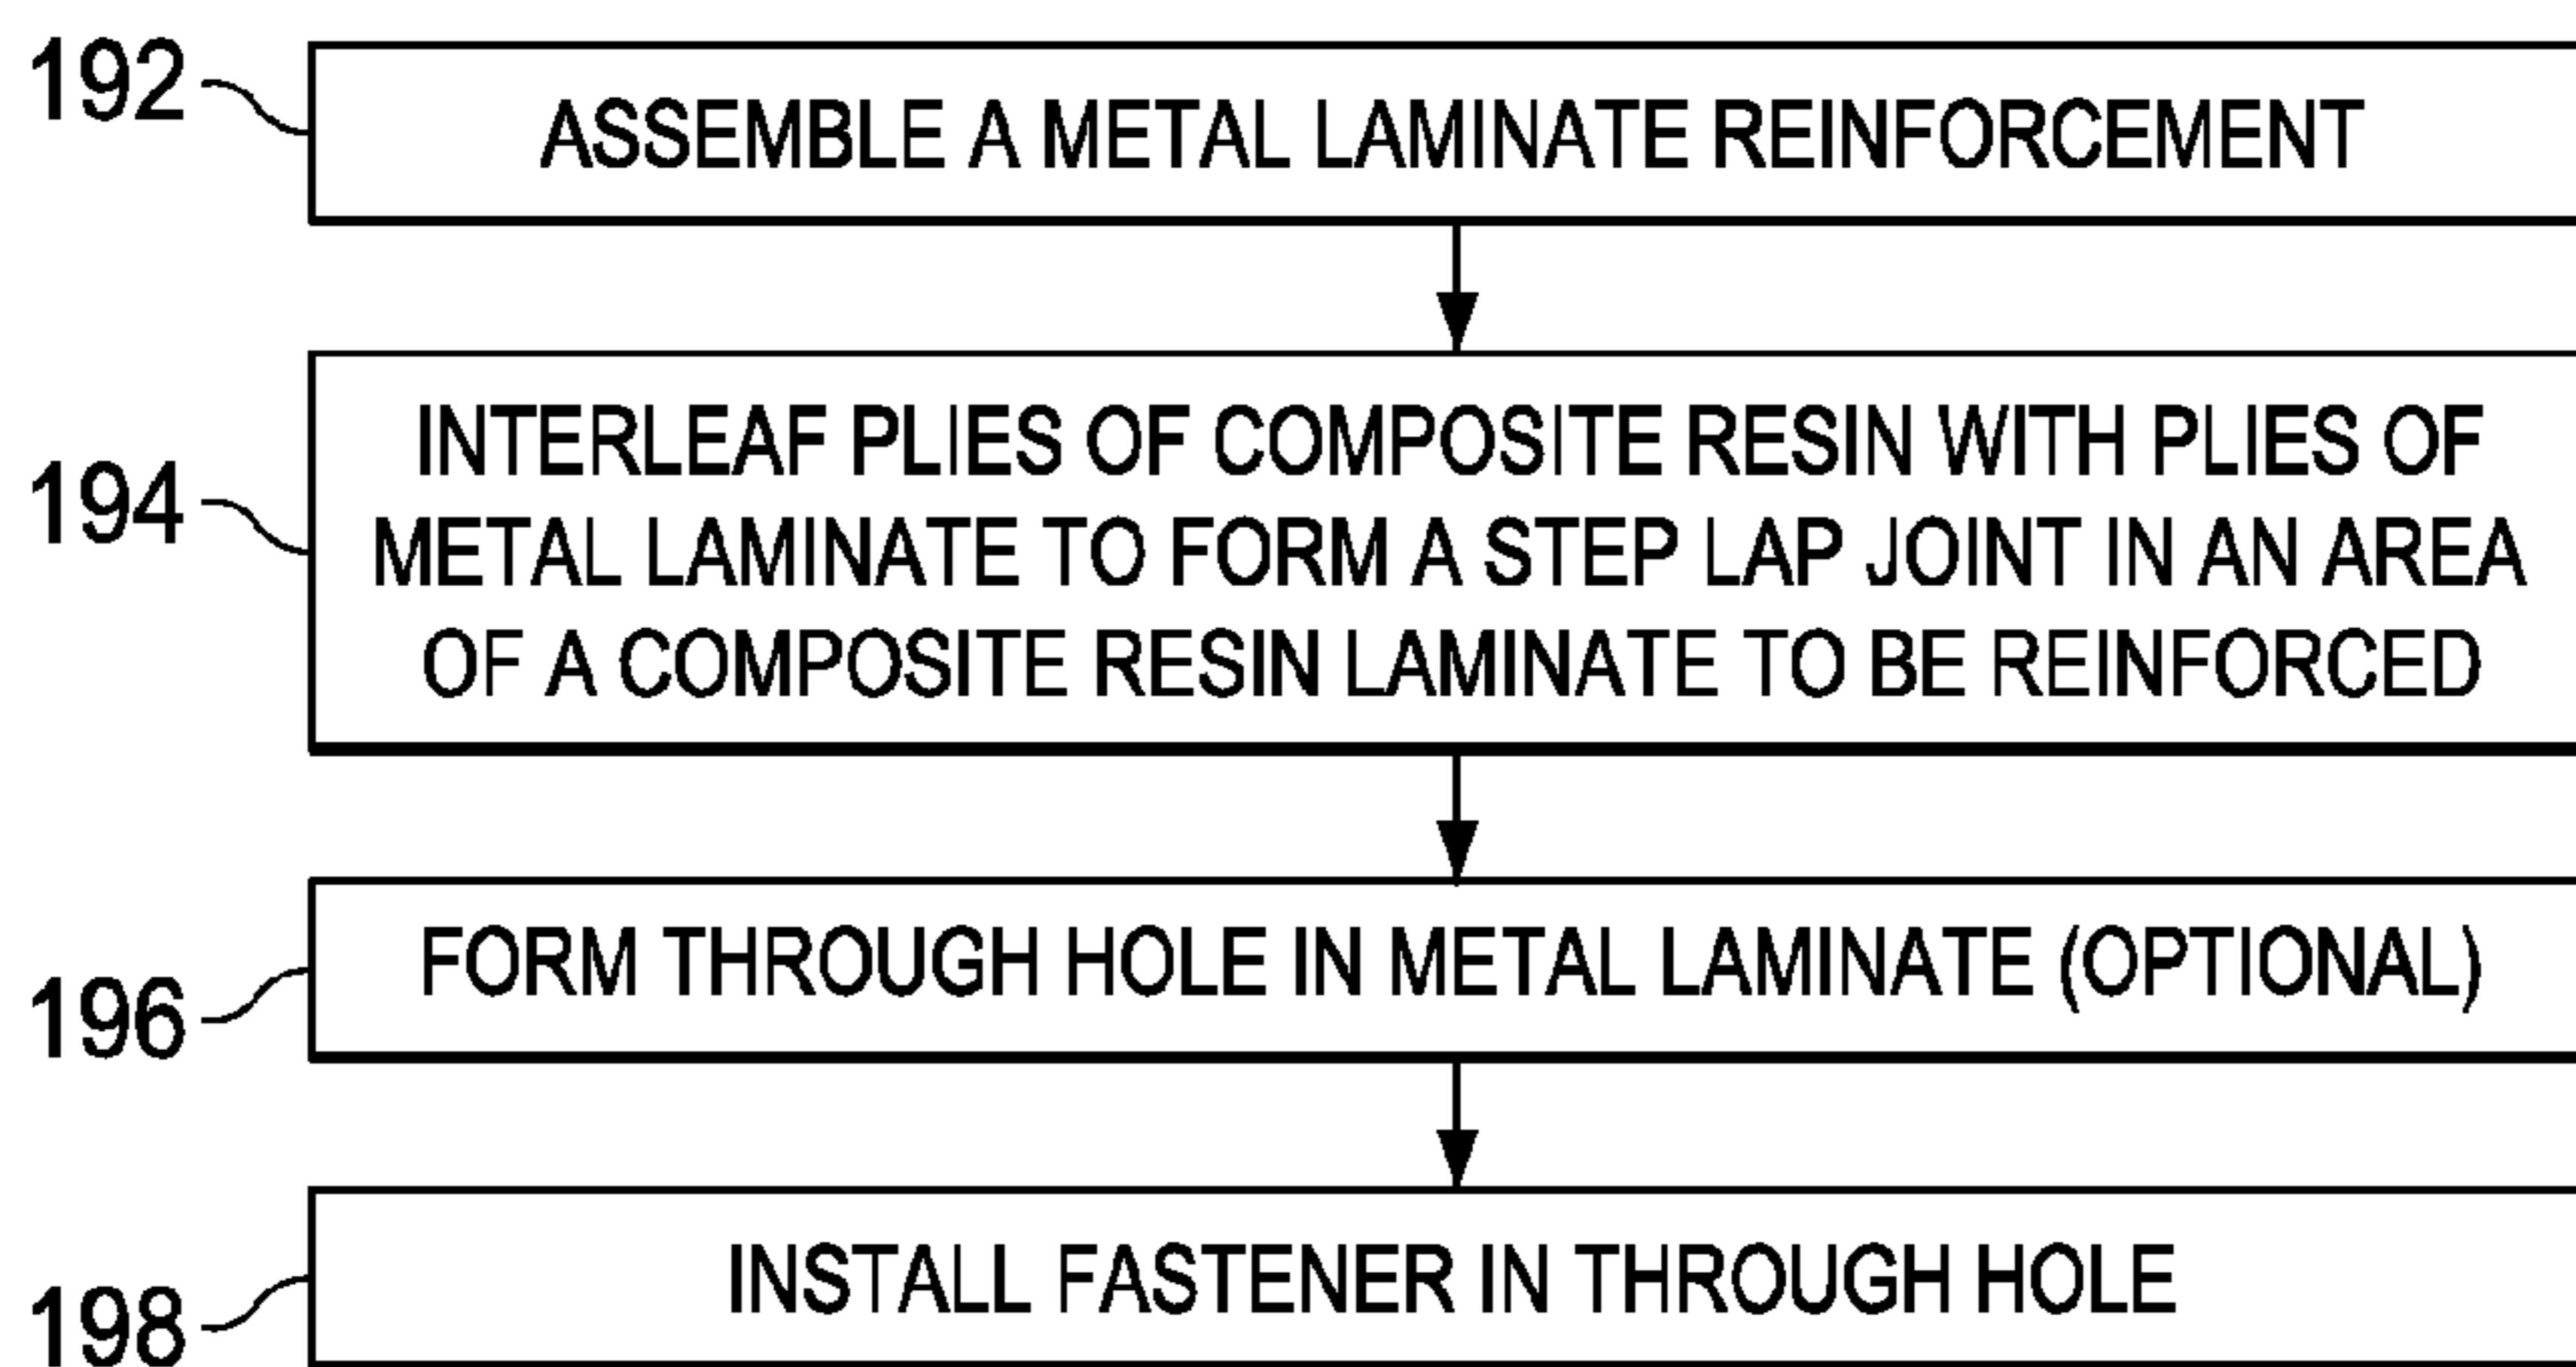 192
ASSEMBLE A METAL LAMINATE REINFORCEMENT
194
INTERLEAF PLIES OF COMPOSITE RESIN WITH PLIES OF
METAL LAMINATE TO FORM A STEP LAP JOINT IN AN AREA
OF A COMPOSITE RESIN LAMINATE TO BE REINFORCED
196
FORM THROUGH HOLE IN METAL LAMINATE (OPTIONAL)
198
INSTALL FASTENER IN THROUGH HOLE